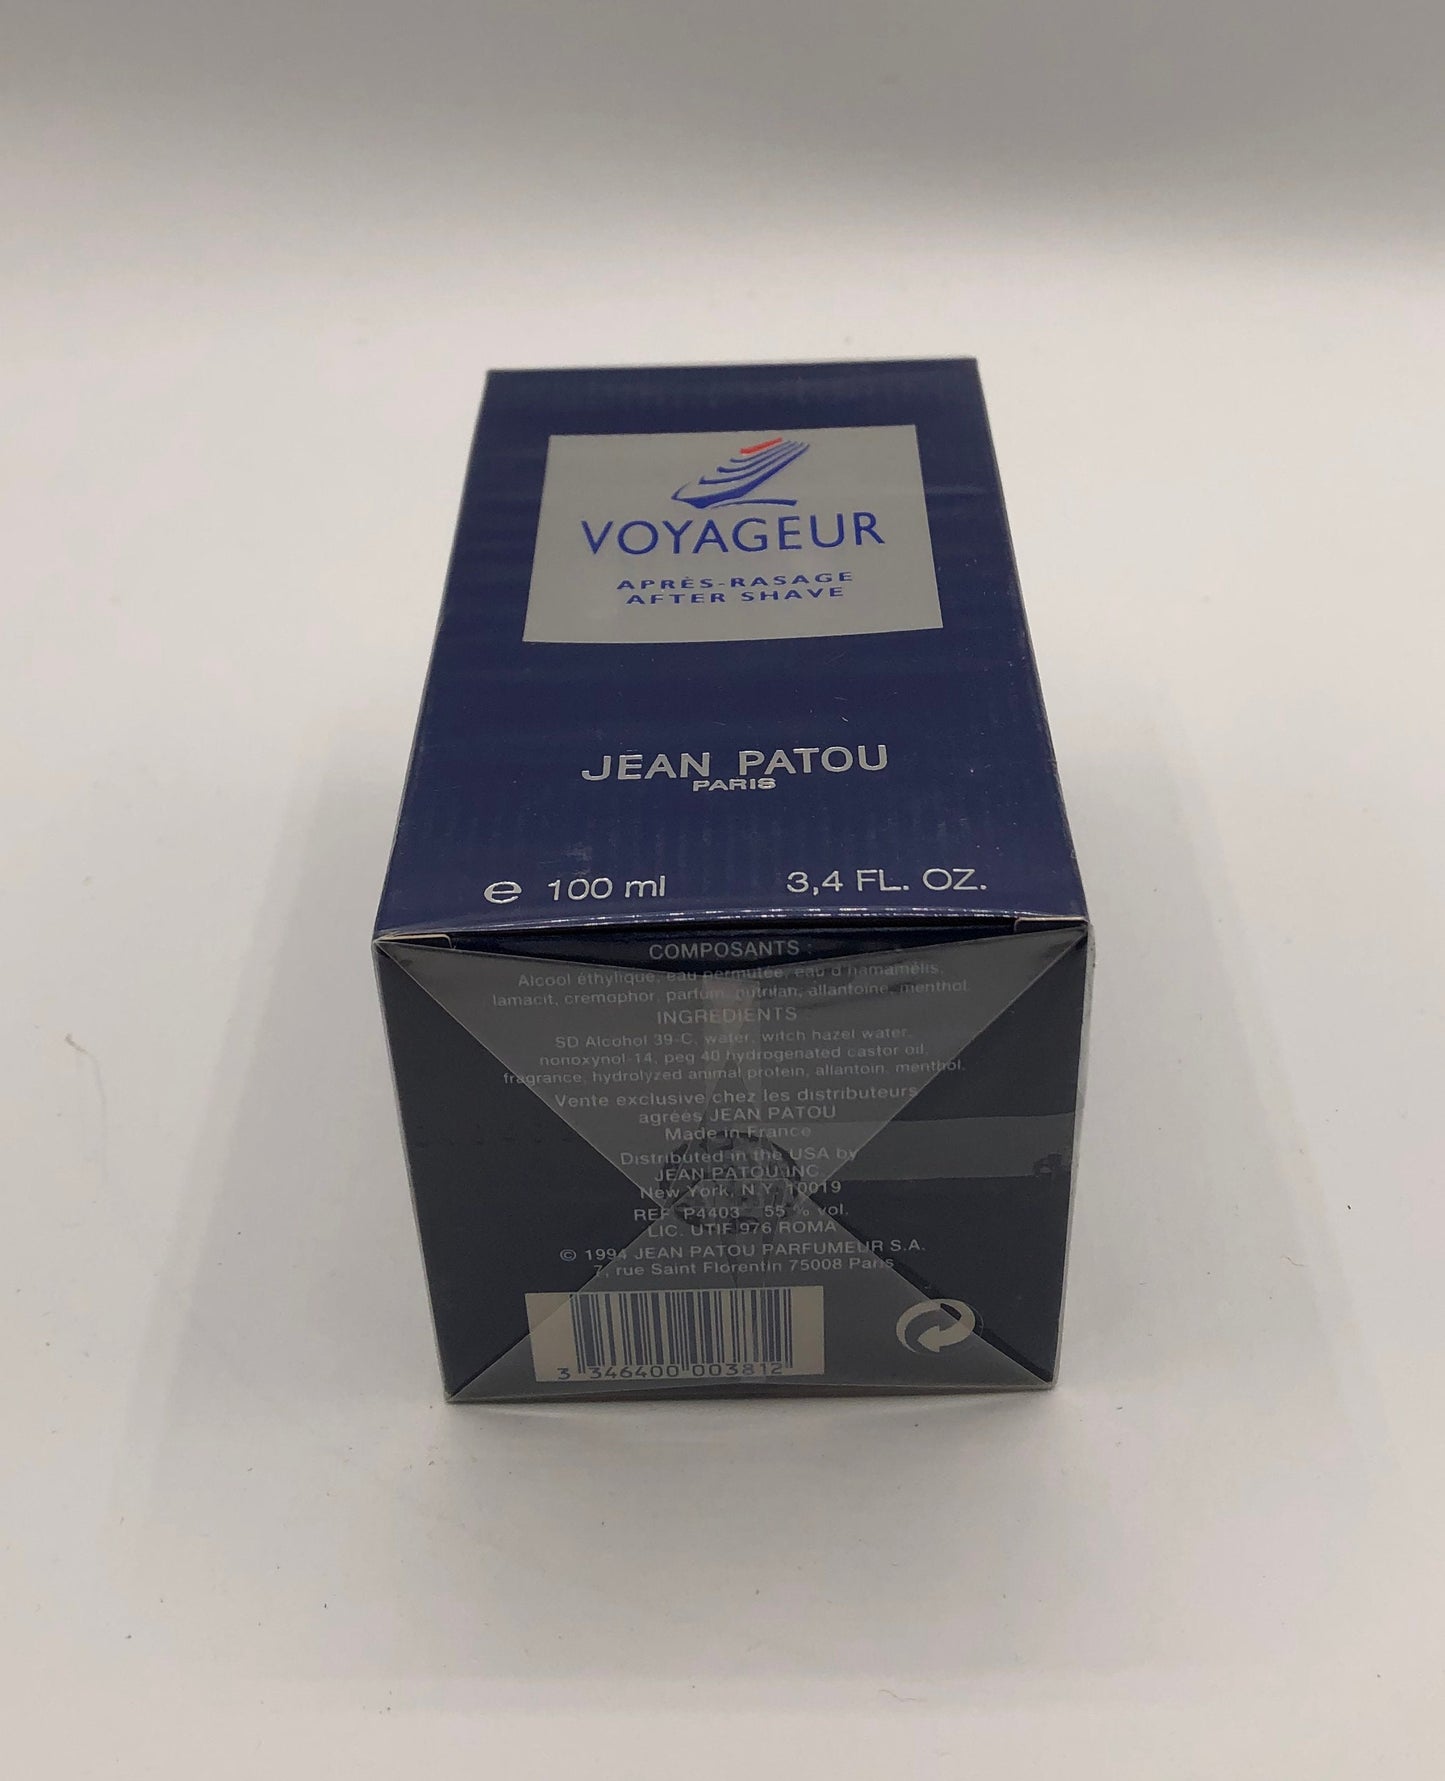 VOYAGEUR
APRÈS-RASAGE
AFTER SHAVE
JEAN PATOU
PARIS
℮ 100 ml 3,4 FL. OZ.
COMPOSANTS :
Alcool éthylique, eau permutée, eau d'hamamélis,
lamacit, cremophor, parfum, nutrilan, allantoïne, menthol.
INGREDIENTS
SD Alcohol 39-C, water, witch hazel water,
nonoxynol-14, peg 40 hydrogenated castor oil,
fragrance, hydrolyzed animal protein, allantoin, menthol.
Vente exclusive chez les distributeurs
agréés JEAN PATOU
Made in France
Distributed in the USA by
JEAN PATOU INC
New York, N.Y. 10019
REF P4403 55 % vol.
LIC. UTIF 976 ROMA
© 1994 JEAN PATOU PARFUMEUR S.A.
7, rue Saint Florentin 75008 Paris
3 346400 003812